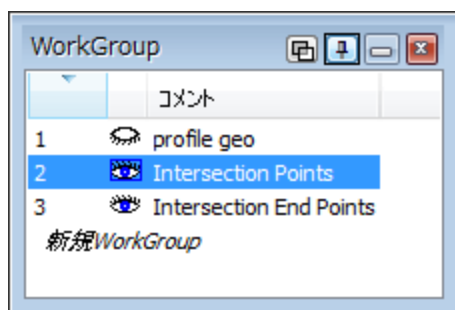 WorkGroup
コメント
1 profile geo
2 Intersection Points
3 Intersection End Points
新規WorkGroup